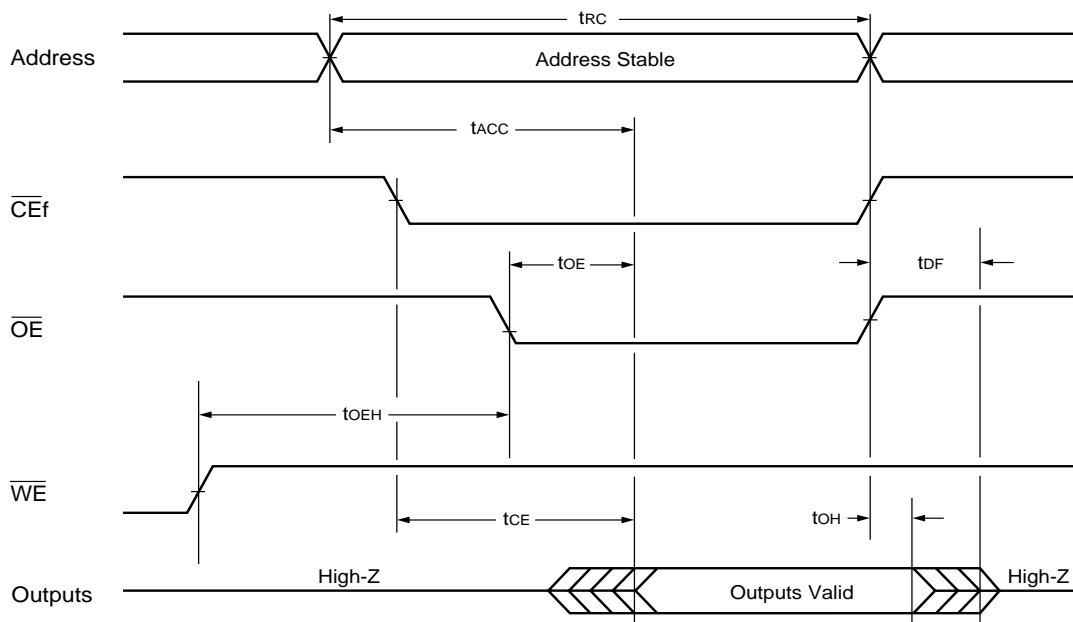 tRC
Address
Address Stable
tACC
CEf
tOE
tDF
OE
tOEH
WE
tCE
tOH
High-Z
High-Z
Outputs
Outputs Valid